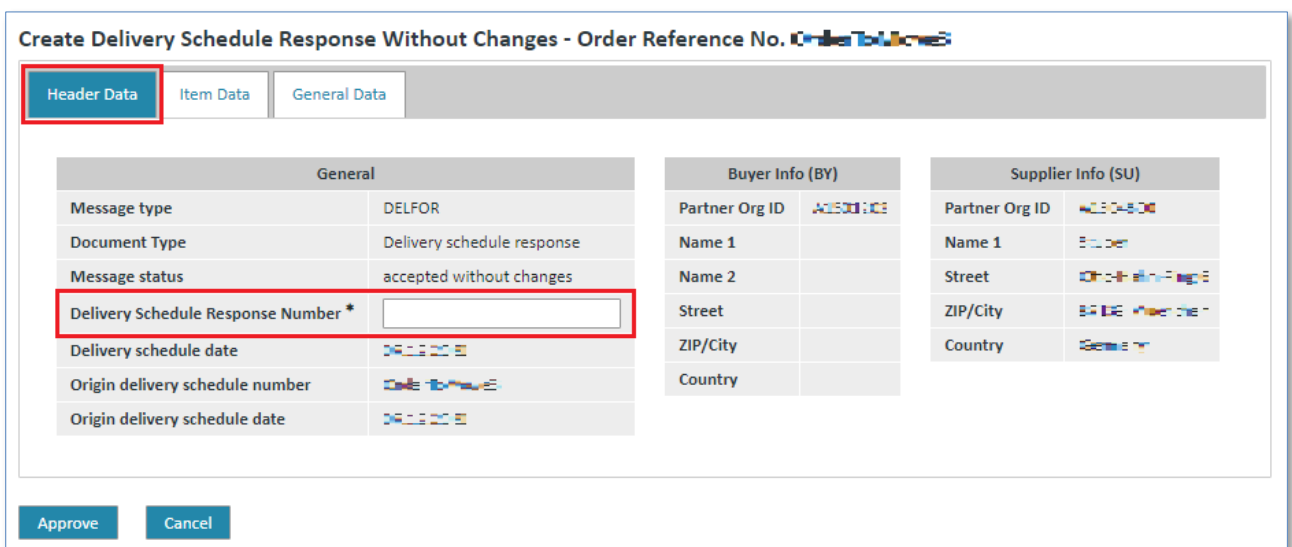 Create Delivery Schedule Response Without Changes - Order Reference No.
Header Data
Item Data
General Data
General
Message type DELFOR
Document Type Delivery schedule response
Message status accepted without changes
Delivery Schedule Response Number *
Delivery schedule date
Origin delivery schedule number
Origin delivery schedule date
Buyer Info (BY)
Partner Org ID
Name 1
Name 2
Street
ZIP/City
Country
Supplier Info (SU)
Partner Org ID
Name 1
Street
ZIP/City
Country
Approve
Cancel